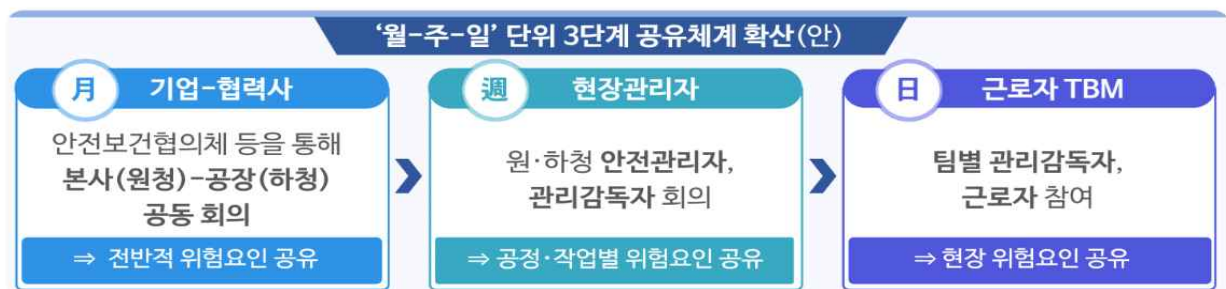 ‘월-주-일’ 단위 3단계 공유체계 확산(안)
月 기업-협력사
안전보건협의체 등을 통해
본사(원청)-공장(하청)
공동 회의
⇒ 전반적 위험요인 공유
週 현장관리자
원·하청 안전관리자,
관리감독자 회의
⇒ 공정·작업별 위험요인 공유
日 근로자 TBM
팀별 관리감독자,
근로자 참여
⇒ 현장 위험요인 공유